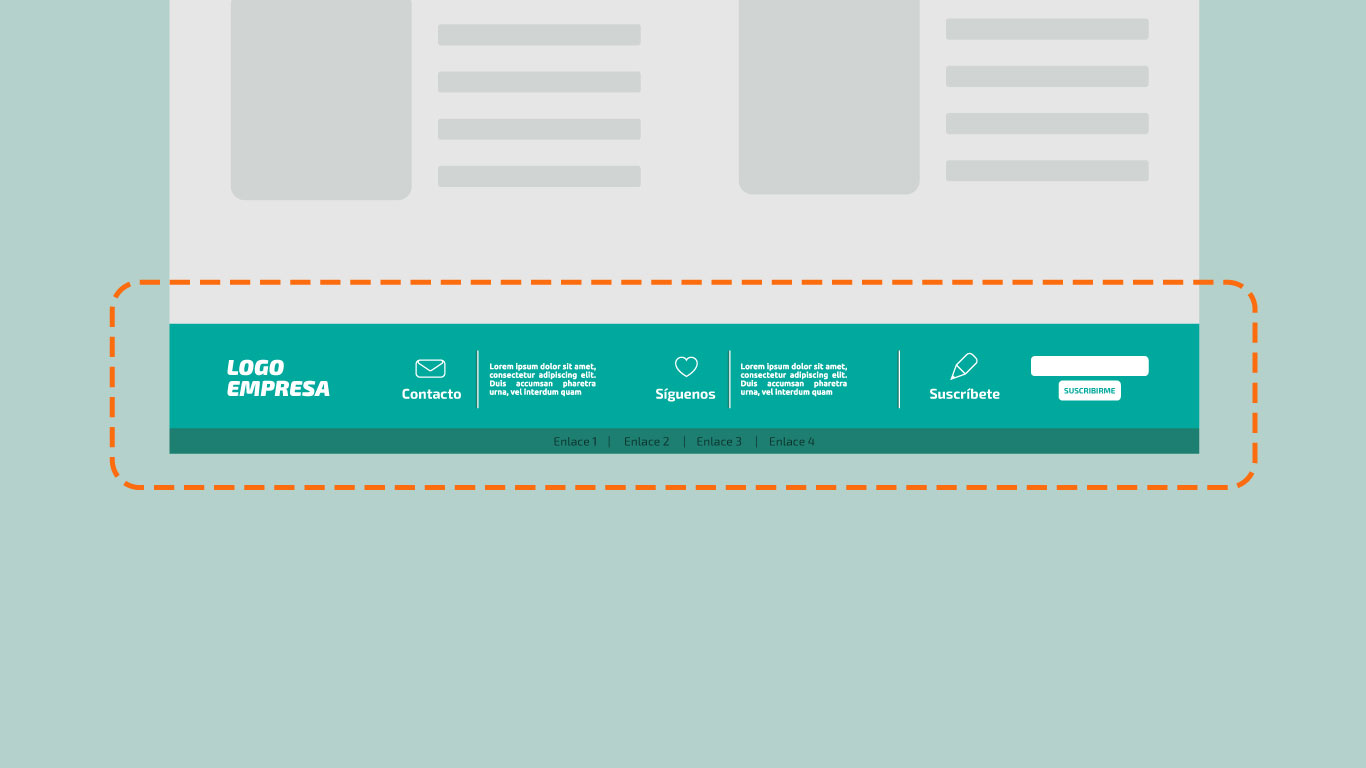 LOGO
EMPRESA
Contacto
Lorem ipsum dolor sit amet,
consectetur adipiscing elit.
Duis accumsan pharetra
urna, vel interdum quam
Síguenos
Lorem ipsum dolor sit amet,
consectetur adipiscing elit.
Duis accumsan pharetra
urna, vel interdum quam
Suscríbete
SUSCRIBIRME
Enlace 1 | Enlace 2 | Enlace 3 | Enlace 4